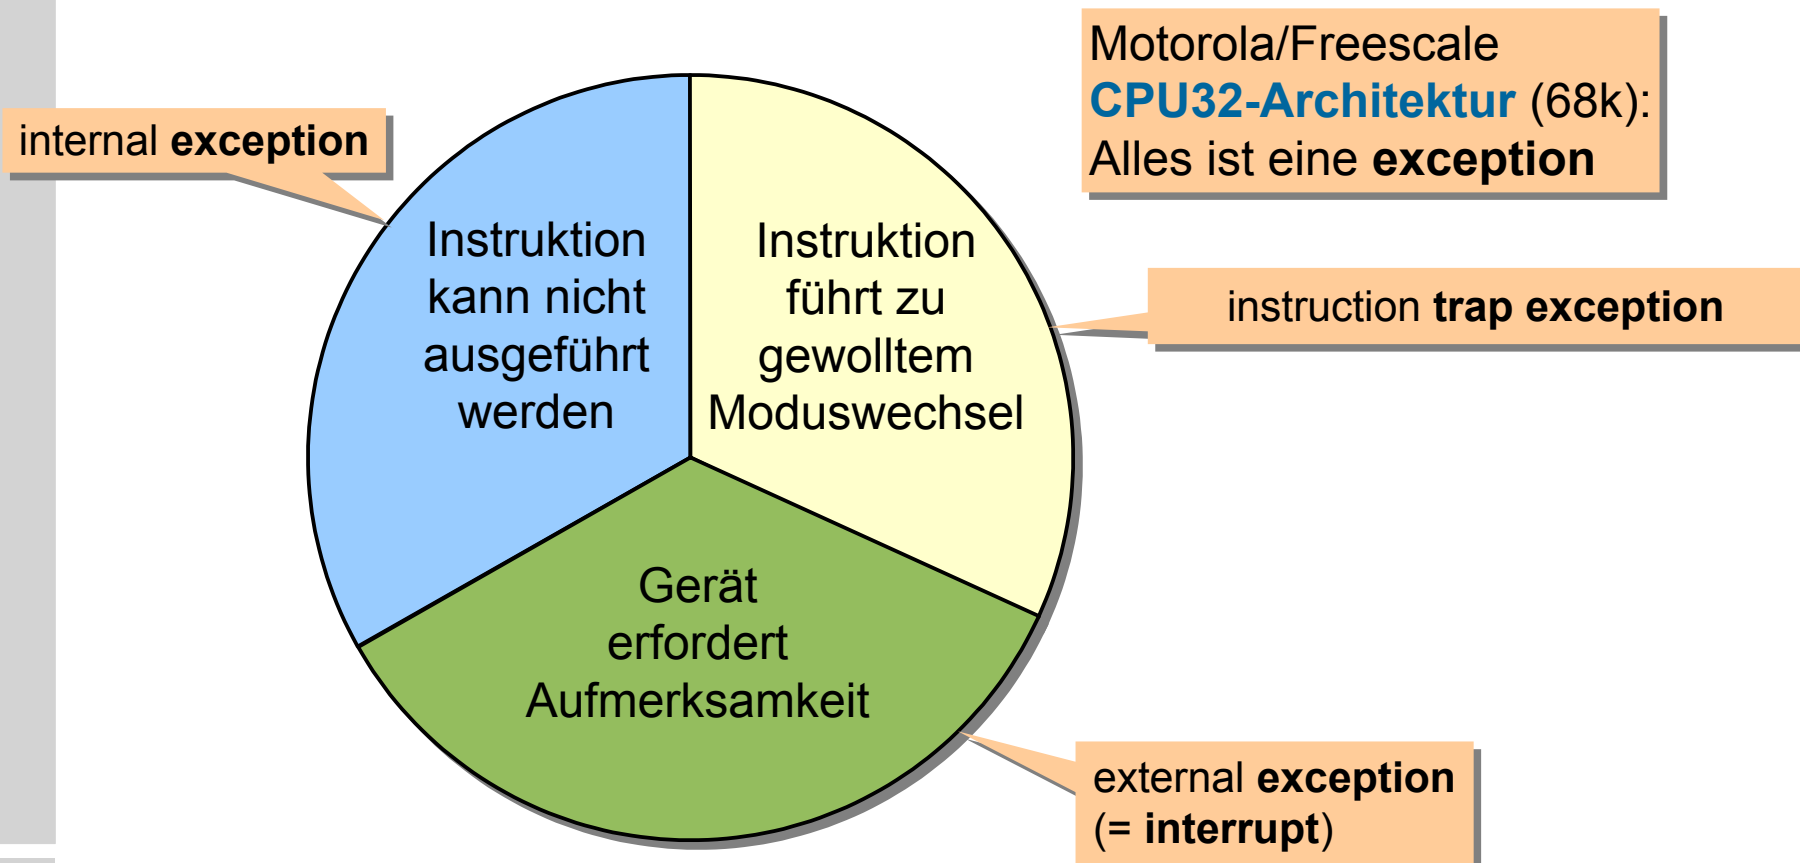 Motorola/Freescale
CPU32-Architektur (68k):
Alles ist eine exception
internal exception
Instruktion
kann nicht
ausgeführt
werden
Instruktion
führt zu
gewolltem
Moduswechsel
instruction trap exception
Gerät
erfordert
Aufmerksamkeit
external exception
(= interrupt)